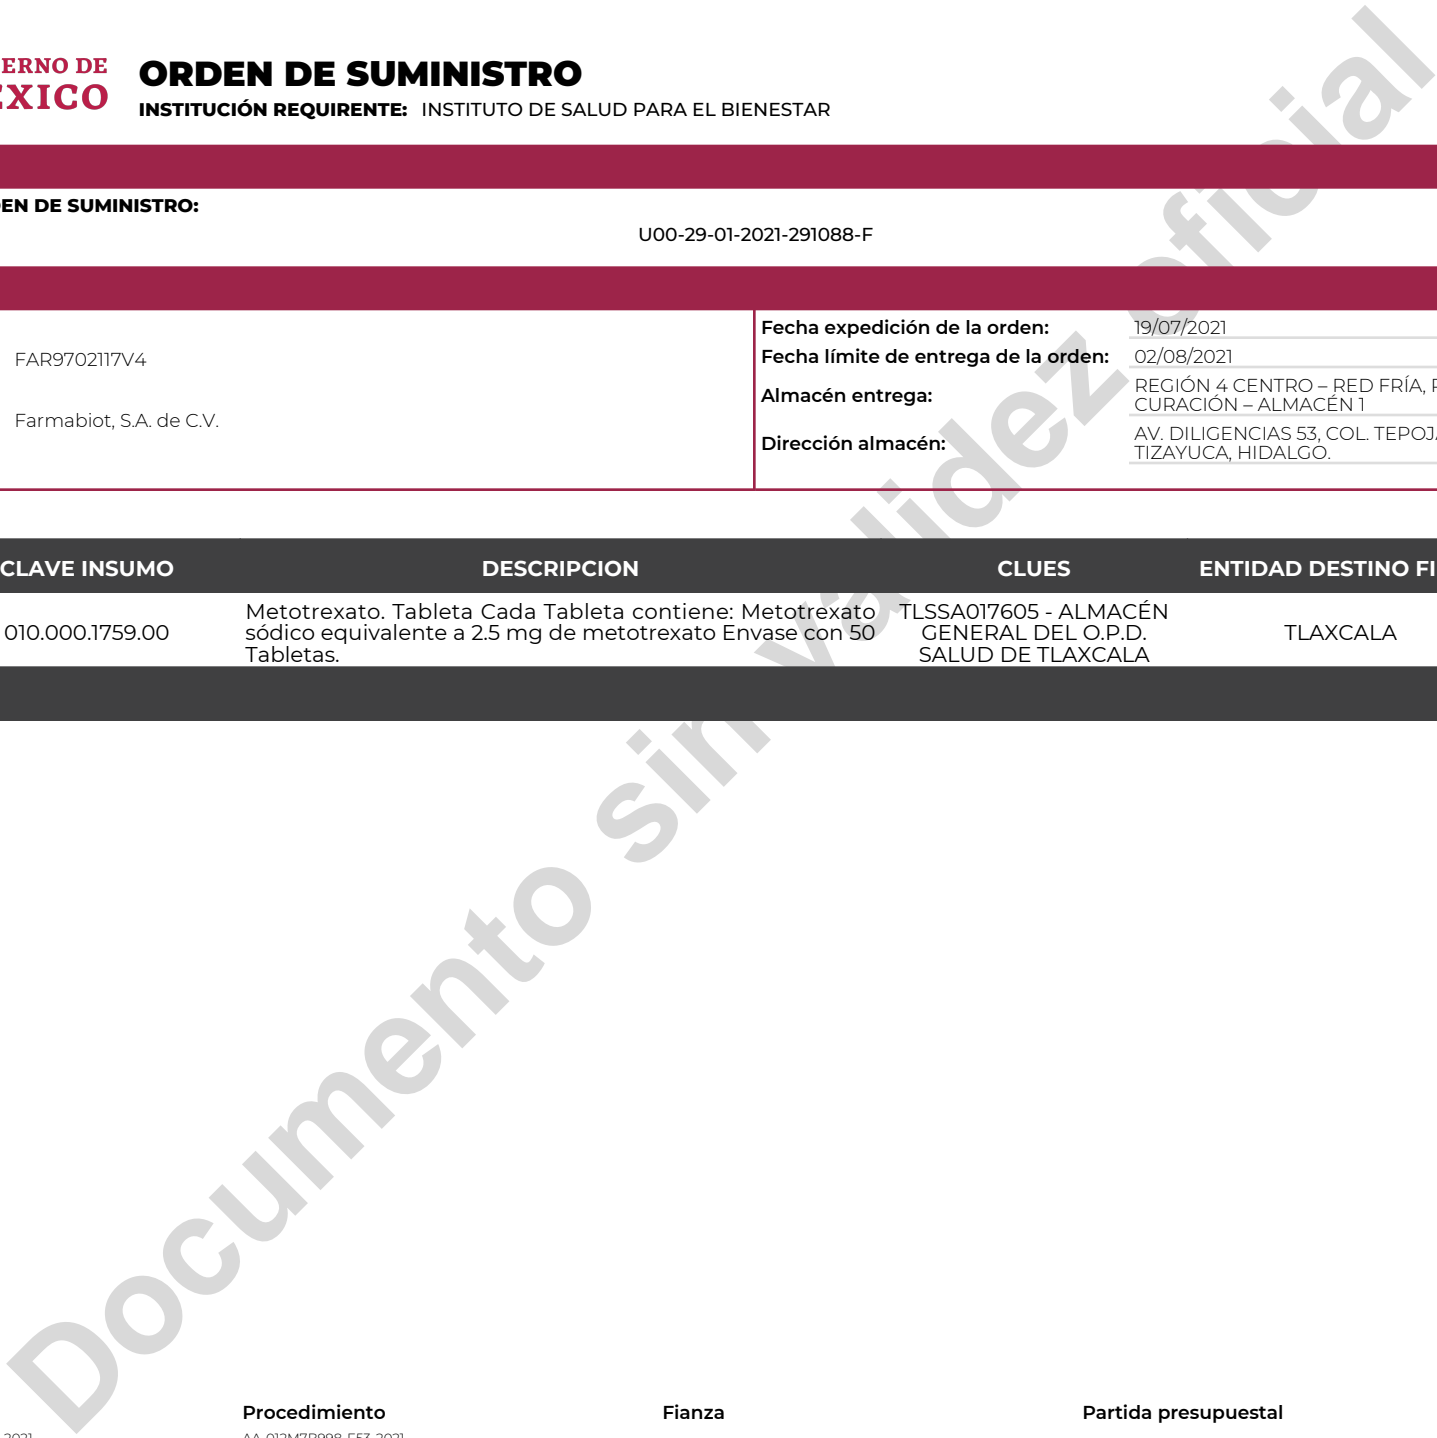 ERNO DE
EXICO
ORDEN DE SUMINISTRO
INSTITUCIÓN REQUIRENTE: INSTITUTO DE SALUD PARA EL BIENESTAR
EN DE SUMINISTRO:
U00-29-01-2021-291088-F
FAR9702117V4
Farmabiot, S.A. de C.V.
Fecha expedición de la orden: 19/07/2021
Fecha límite de entrega de la orden: 02/08/2021
Almacén entrega: REGIÓN 4 CENTRO – RED FRÍA,
CURACIÓN – ALMACÉN 1
Dirección almacén: AV. DILIGENCIAS 53, COL. TEPOJ
TIZAYUCA, HIDALGO.
CLAVE INSUMO DESCRIPCION CLUES ENTIDAD DESTINO FI
010.000.1759.00
Metotrexato. Tableta Cada Tableta contiene: Metotrexato
sódico equivalente a 2.5 mg de metotrexato Envase con 50
Tabletas.
TLSSA017605 - ALMACÉN
GENERAL DEL O.P.D.
SALUD DE TLAXCALA
TLAXCALA
Documento sin validez oficial
Procedimiento Fianza Partida presupuestal